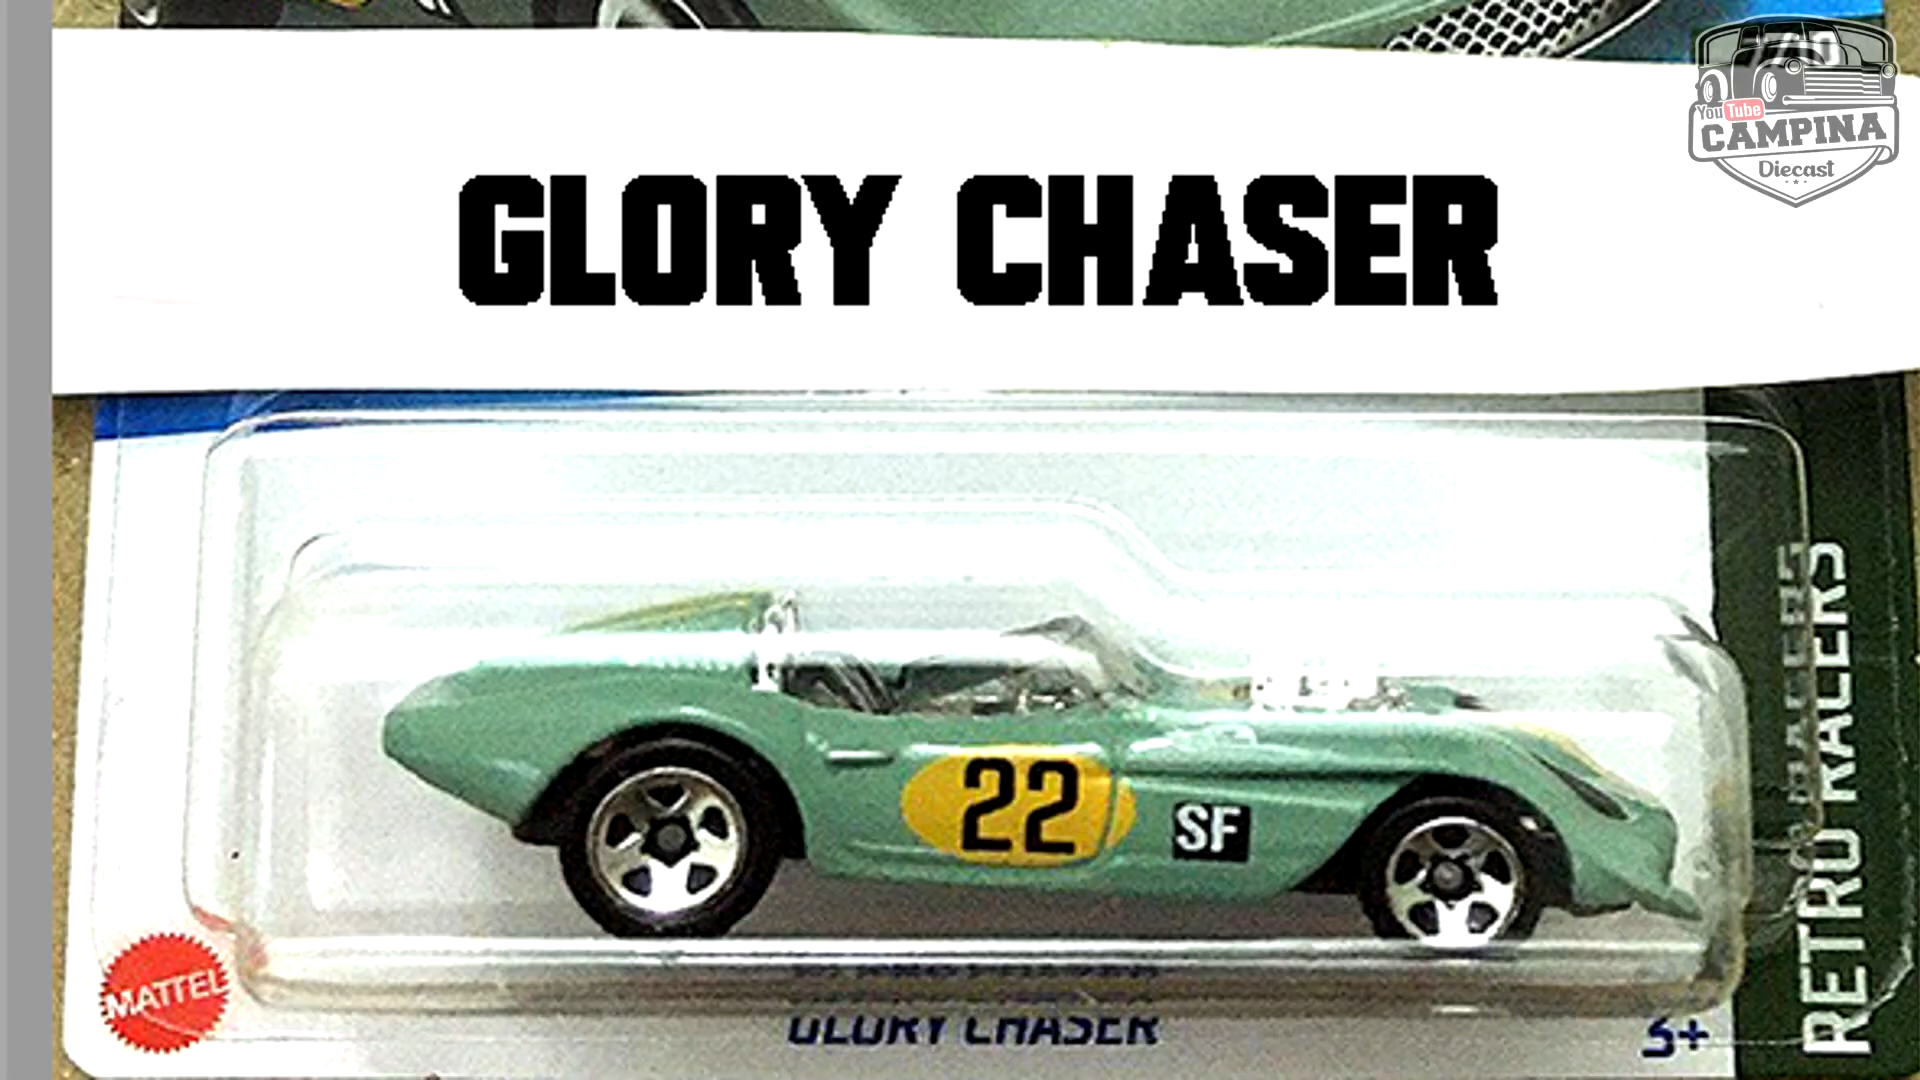 You Tube
CAMPINA
Diecast
GLORY CHASER
22
SF
RETRO RACERS
MATTEL
GLORY CHASER
5+